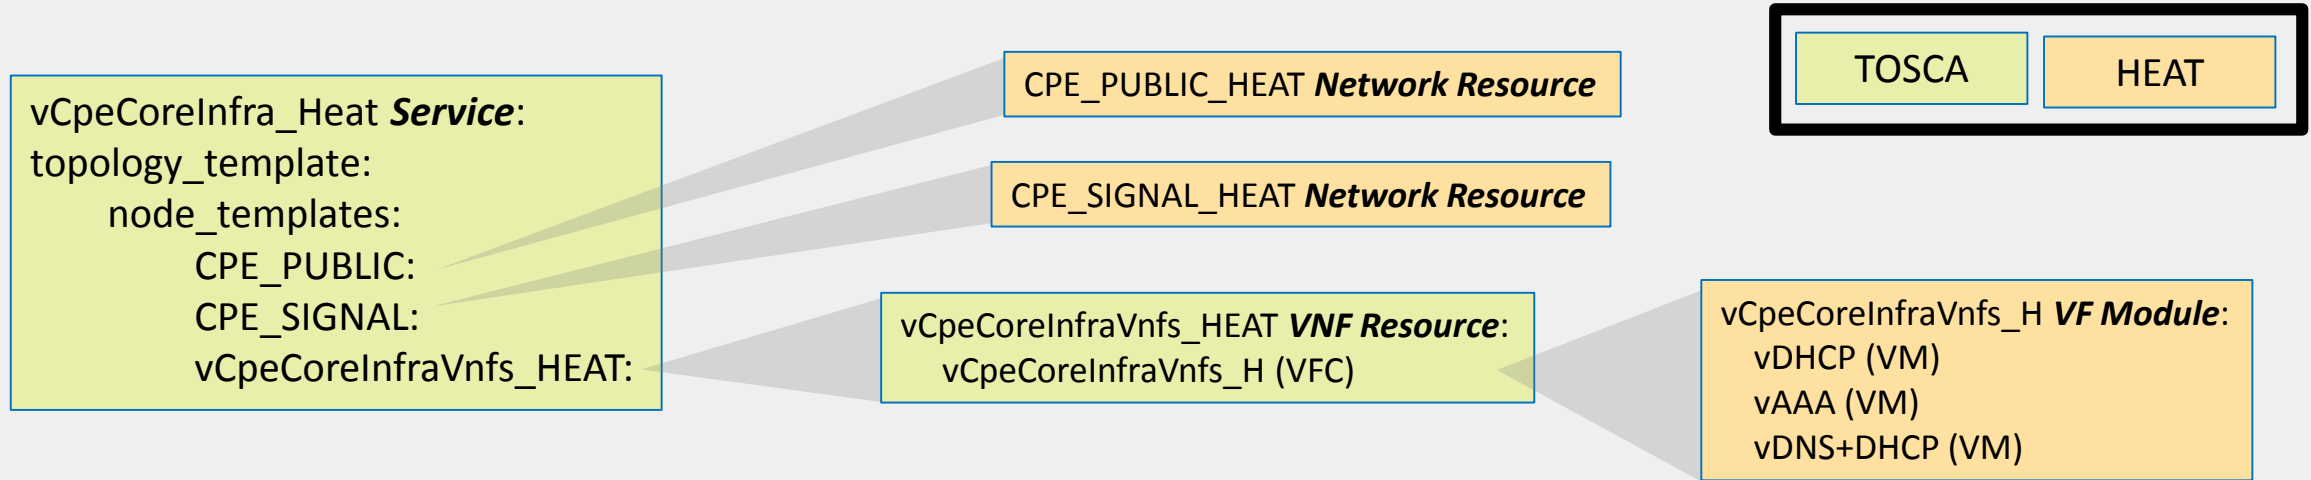 TOSCA
HEAT
vCpeCoreInfra_Heat Service:
topology_template:
node_templates:
CPE_PUBLIC:
CPE_SIGNAL:
vCpeCoreInfraVnfs_HEAT:
CPE_PUBLIC_HEAT Network Resource
CPE_SIGNAL_HEAT Network Resource
vCpeCoreInfraVnfs_HEAT VNF Resource:
vCpeCoreInfraVnfs_H (VFC)
vCpeCoreInfraVnfs_H VF Module:
vDHCP (VM)
vAAA (VM)
vDNS+DHCP (VM)